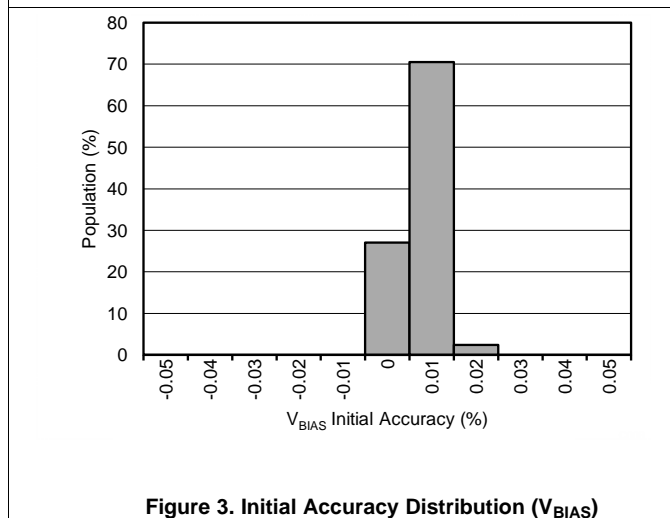 80
70
60
50
40
30
20
10
0
Population (%)
-0.05 -0.04 -0.03 -0.02 -0.01 0 0.01 0.02 0.03 0.04 0.05
VBIAS Initial Accuracy (%)
Figure 3. Initial Accuracy Distribution (VBIAS)